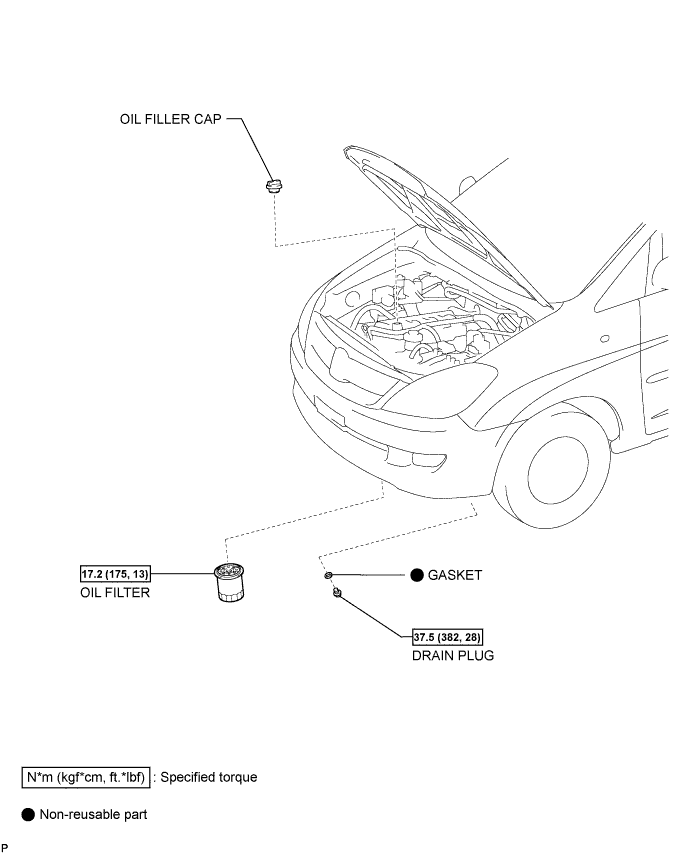 OIL FILLER CAP
17.2 (175, 13)
OIL FILTER
● GASKET
37.5 (382, 28)
DRAIN PLUG
N*m (kgf*cm, ft.*lbf) : Specified torque
● Non-reusable part
P